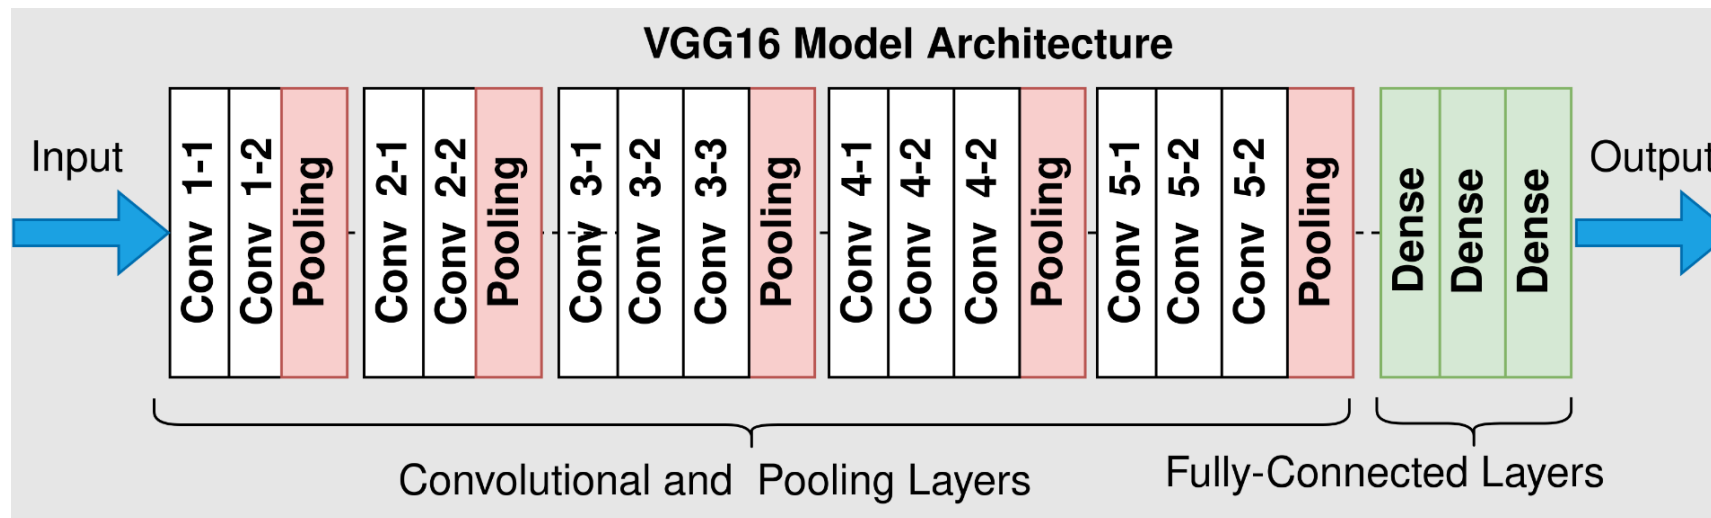 VGG16 Model Architecture
Input
Conv 1-1
Conv 1-2
Pooling
Conv 2-1
Conv 2-2
Pooling
Conv 3-1
Conv 3-2
Conv 3-3
Pooling
Conv 4-1
Conv 4-2
Conv 4-2
Pooling
Conv 5-1
Conv 5-2
Conv 5-2
Pooling
Dense
Dense
Dense
Output
Convolutional and Pooling Layers
Fully-Connected Layers